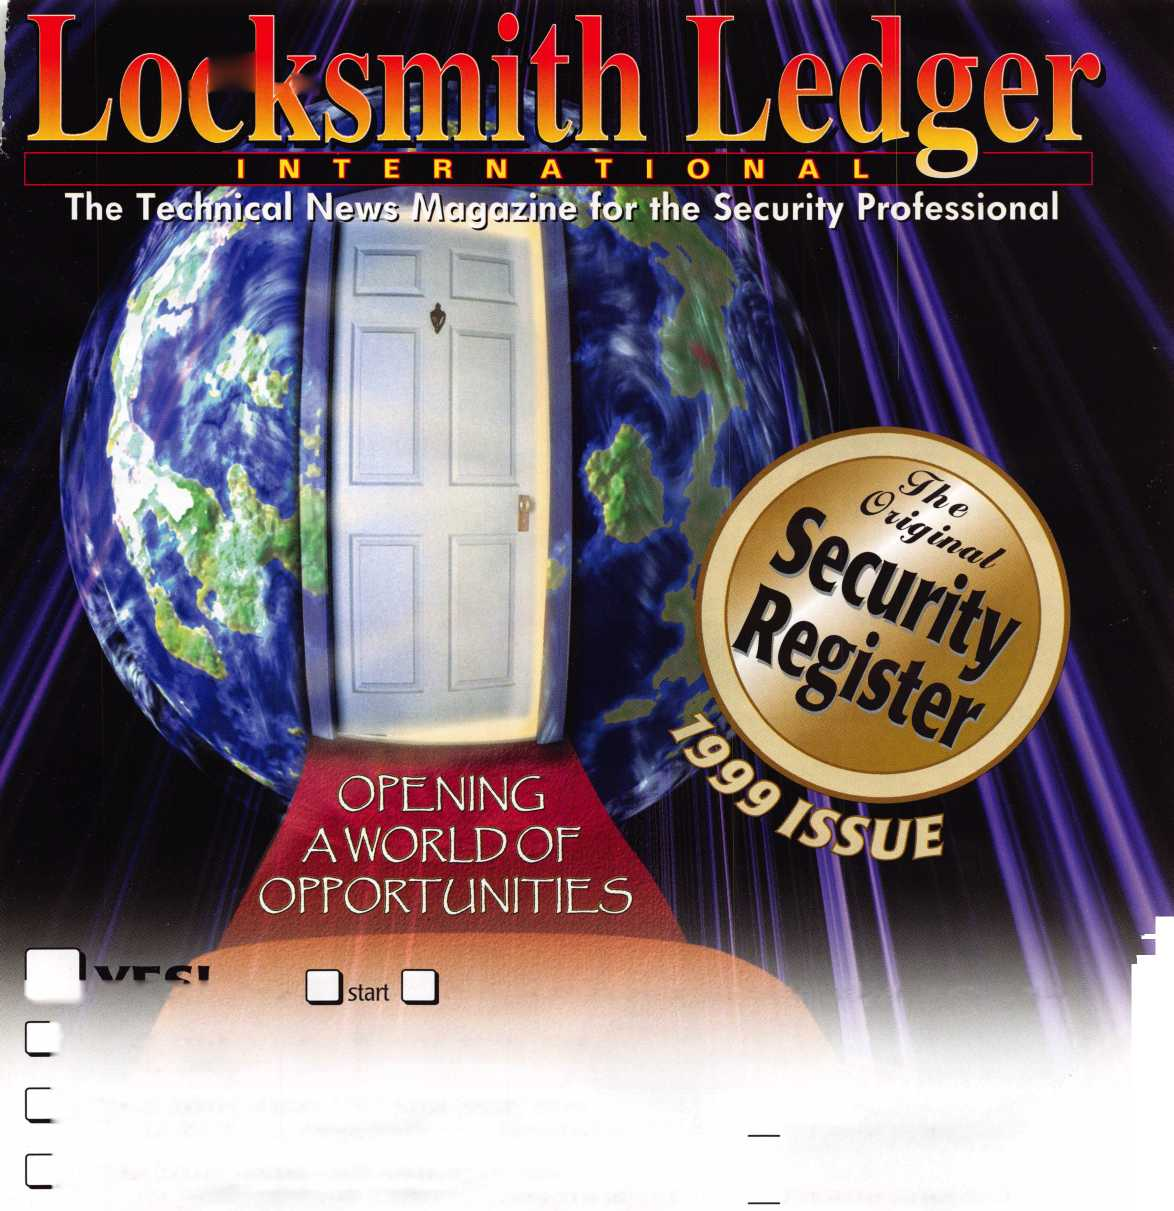 Locksmith Ledger
INTERNATIONAL
The Technical News Magazine for the Security Professional
The
Original
Security
Register
1999 ISSUE
OPENING
A WORLD OF
OPPORTUNITIES
YES!
start